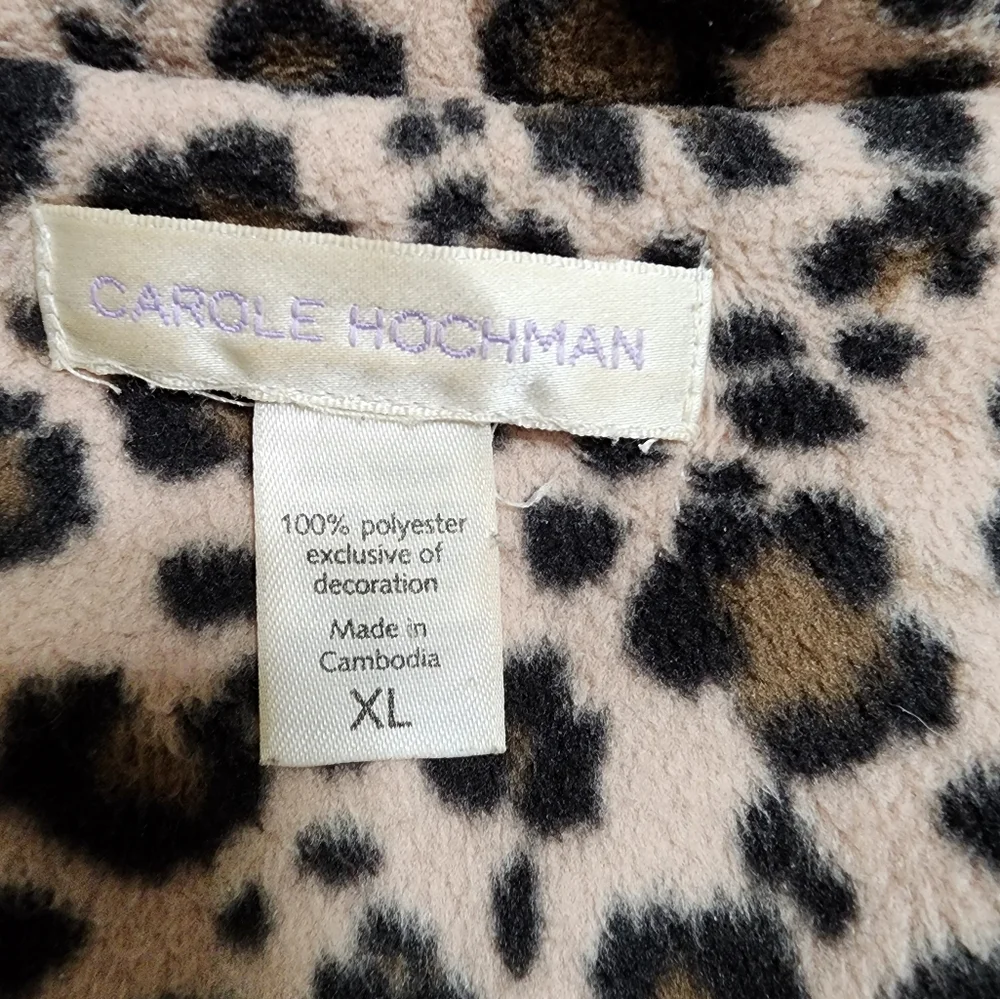 CAROLE HOCHMAN
100% polyester
exclusive of
decoration
Made in
Cambodia
XL